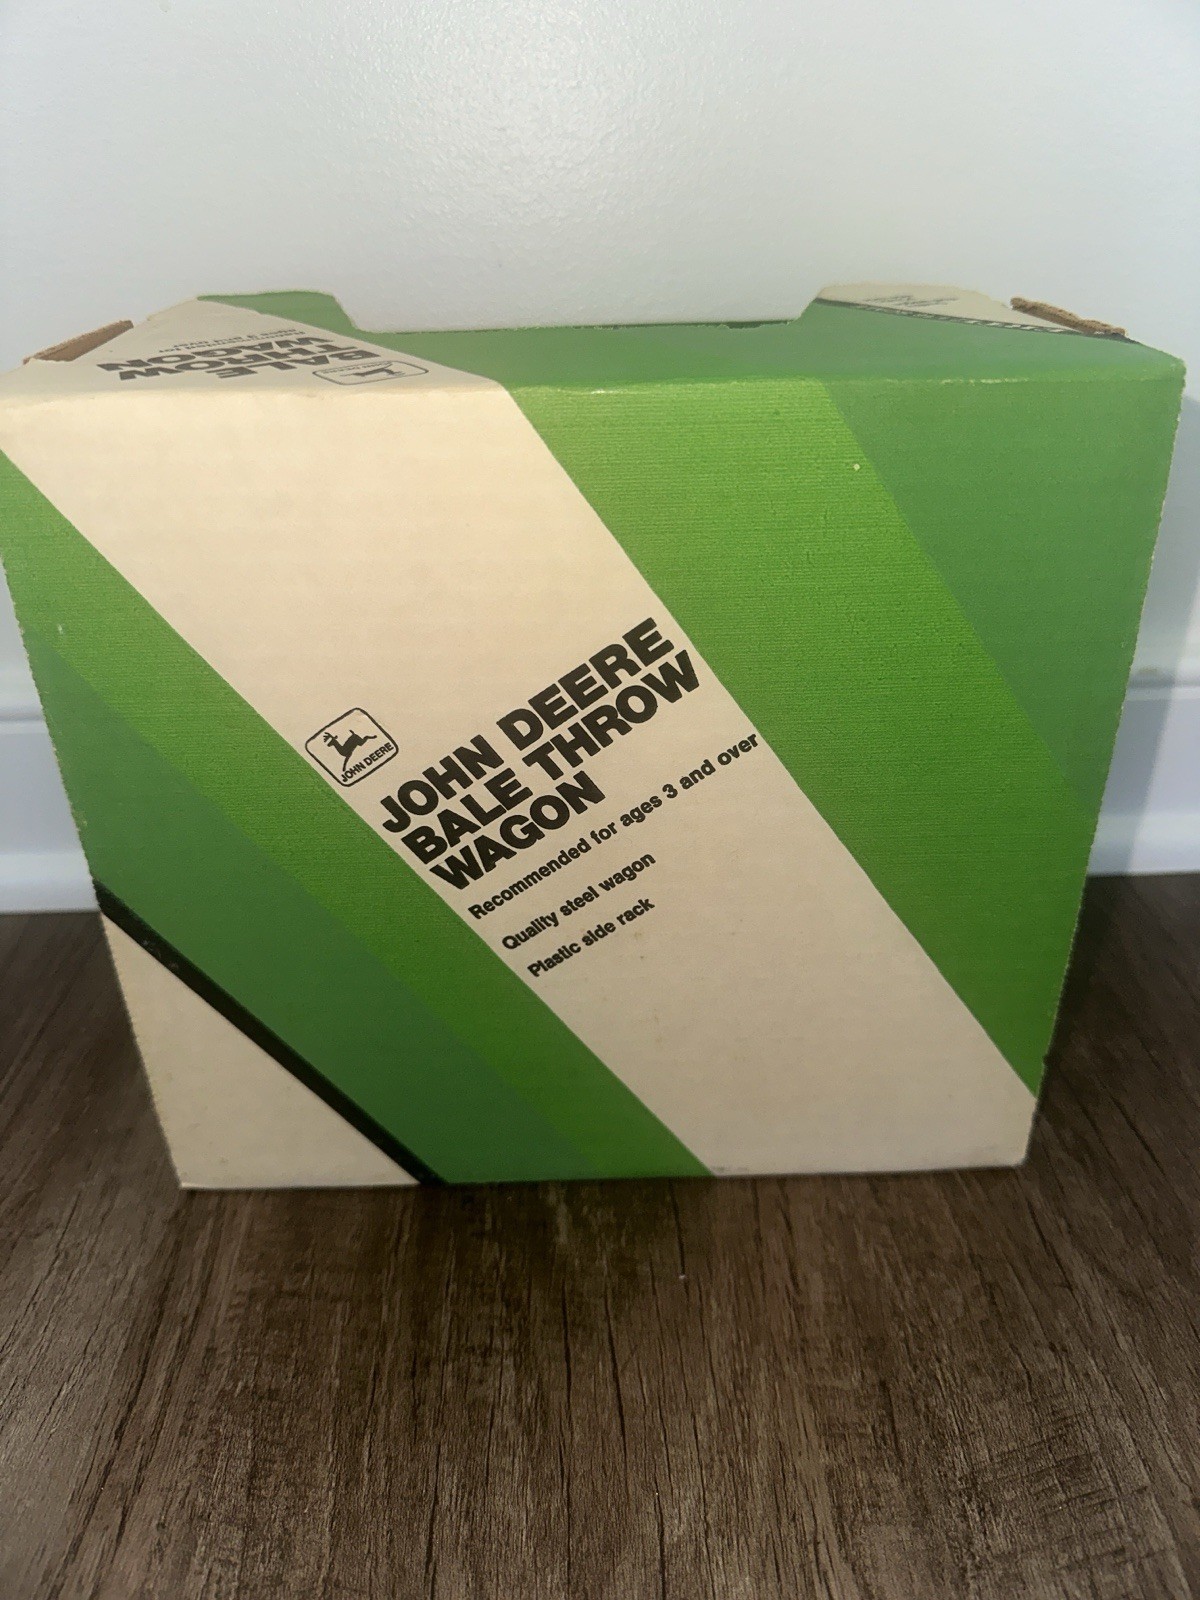 BALE
THROW
WAGON
JOHN DEERE
JOHN DEERE
BALE THROW
WAGON
Recommended for ages 3 and over
Quality steel wagon
Plastic side rack